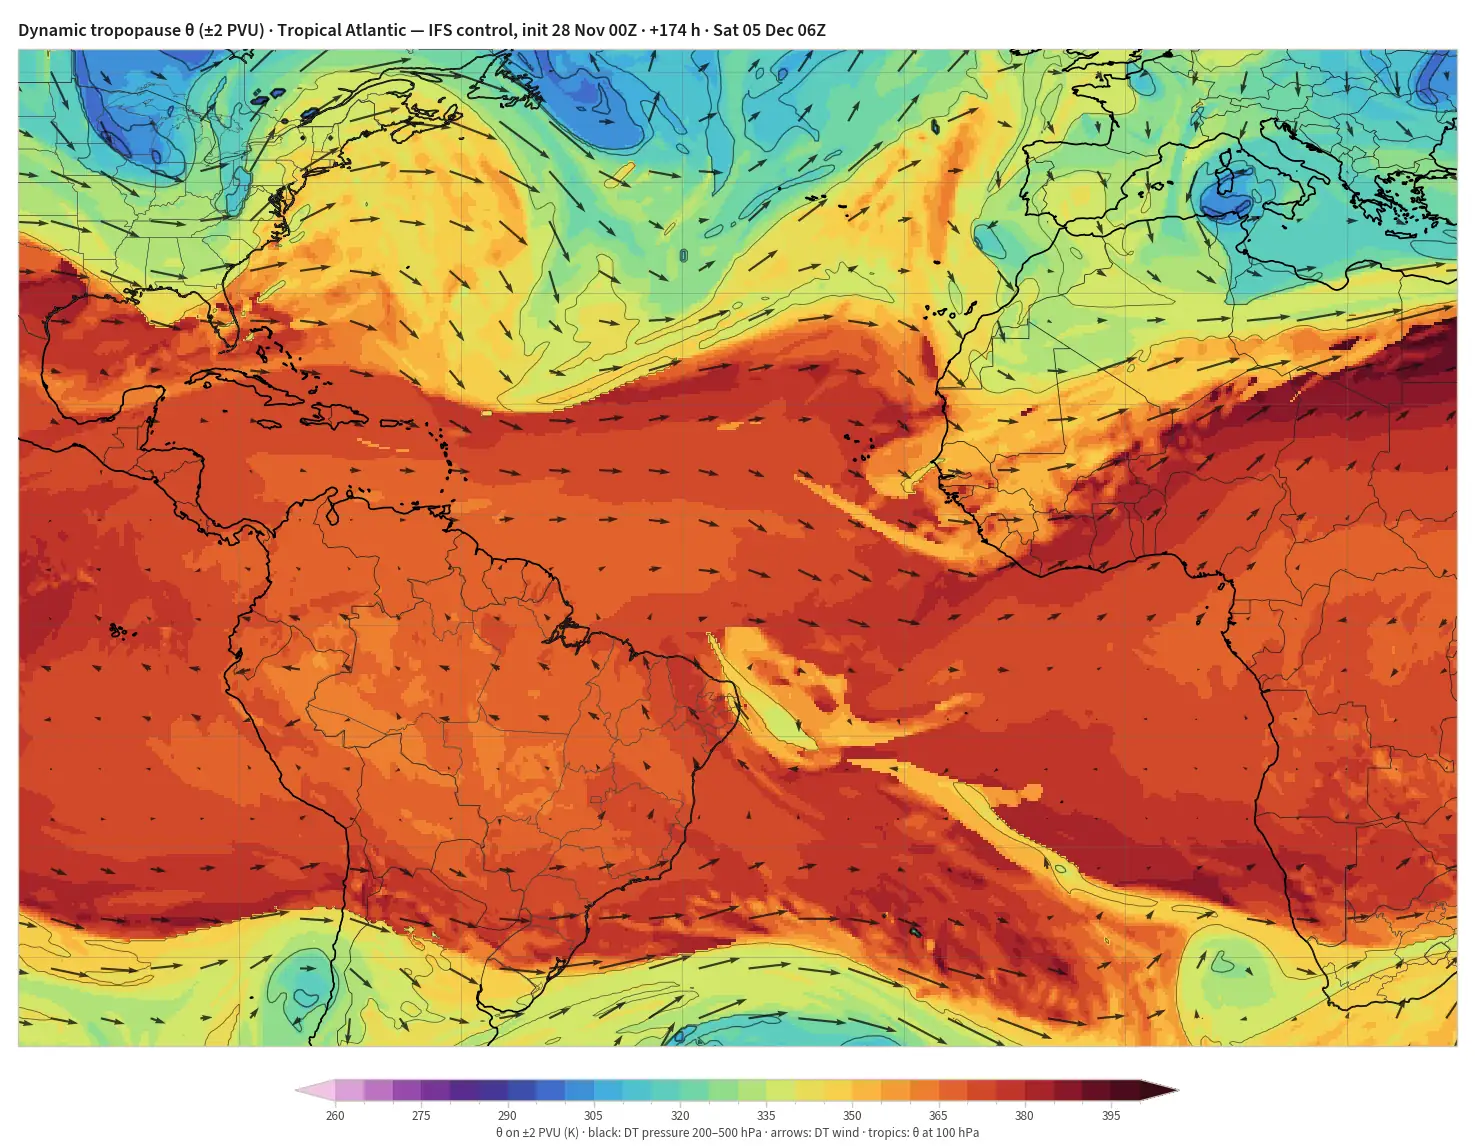 Dynamic tropopause θ (±2 PVU) · Tropical Atlantic — IFS control, init 28 Nov 00Z · +174 h · Sat 05 Dec 06Z
260 275 290 305 320 335 350 365 380 395
θ on ±2 PVU (K) · black: DT pressure 200–500 hPa · arrows: DT wind · tropics: θ at 100 hPa